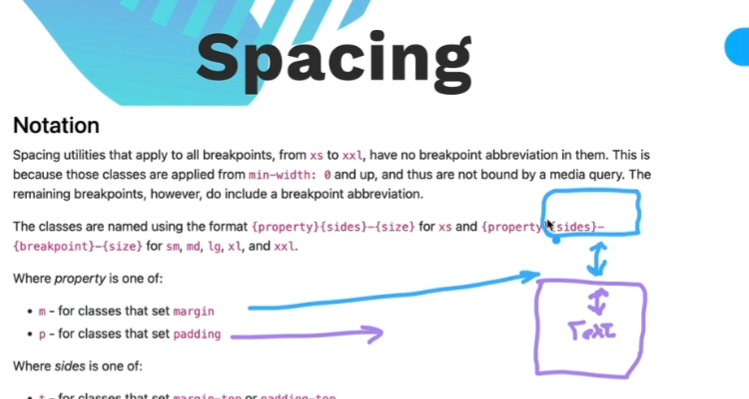 Spacing
Notation
Spacing utilities that apply to all breakpoints, from xs to xxl, have no breakpoint abbreviation in them. This is
because those classes are applied from min-width: 0 and up, and thus are not bound by a media query. The
remaining breakpoints, however, do include a breakpoint abbreviation.
The classes are named using the format {property}{sides}-{size} for xs and {property}{sides}-
{breakpoint}-{size} for sm, md, lg, xl, and xxl.
Where property is one of:
• m - for classes that set margin
• p - for classes that set padding
Text
Where sides is one of:
• t - for classes that set margin-top or padding-top